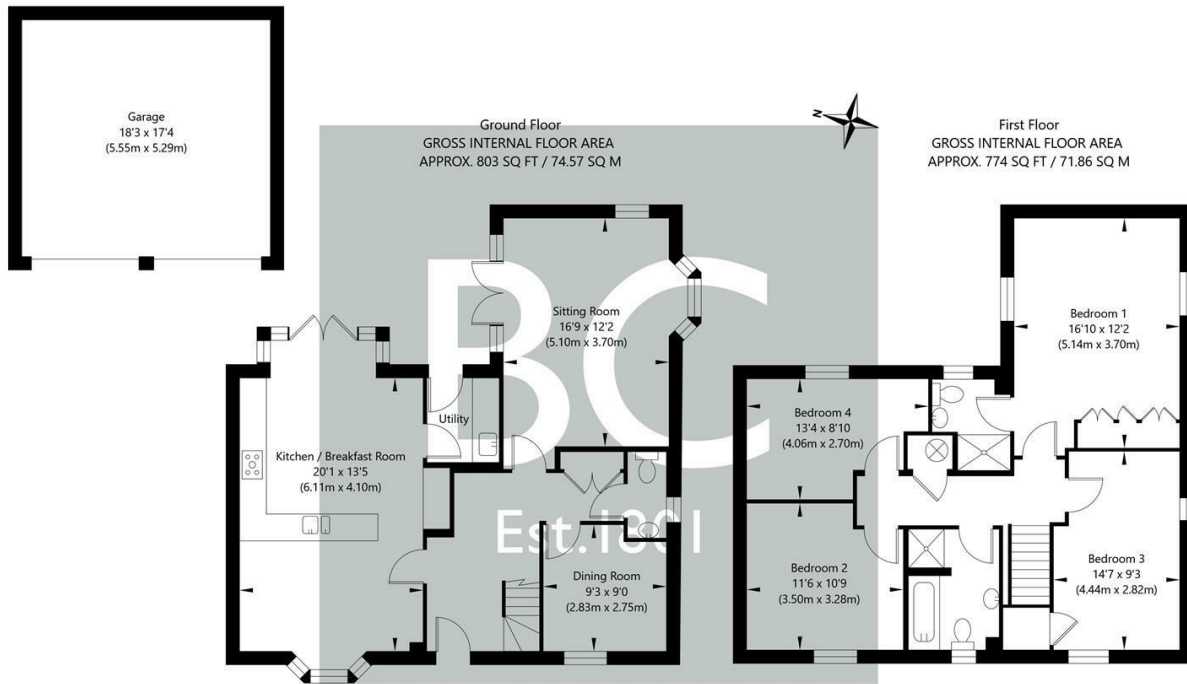 Garage
18'3 x 17'4
(5.55m x 5.29m)
Ground Floor
GROSS INTERNAL FLOOR AREA
APPROX. 803 SQ FT / 74.57 SQ M
N
First Floor
GROSS INTERNAL FLOOR AREA
APPROX. 774 SQ FT / 71.86 SQ M
BC
Est.1801
Sitting Room
16'9 x 12'2
(5.10m x 3.70m)
Utility
Kitchen / Breakfast Room
20'1 x 13'5
(6.11m x 4.10m)
Dining Room
9'3 x 9'0
(2.83m x 2.75m)
Bedroom 1
16'10 x 12'2
(5.14m x 3.70m)
Bedroom 4
13'4 x 8'10
(4.06m x 2.70m)
Bedroom 2
11'6 x 10'9
(3.50m x 3.28m)
Bedroom 3
14'7 x 9'3
(4.44m x 2.82m)